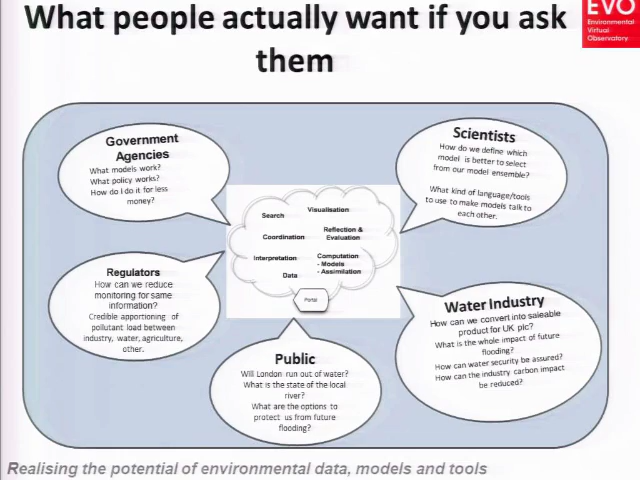 What people actually want if you ask
them
EVO
Environmental
Virtual
Observatory
Government
Agencies
What models work?
What policy works?
How do I do it for less
money?
Scientists
How do we define which
model is better to select
from our model ensemble?
What kind of language/tools
to use to make models talk to
each other.
Search
Visualisation
Coordination
Reflection &
Evaluation
Interpretation
Computation
- Models
- Assimilation
Data
Portal
Regulators
How can we reduce
monitoring for same
information?
Credible apportioning of
pollutant load between
industry, water, agriculture,
other.
Public
Will London run out of water?
What is the state of the local
river?
What are the options to
protect us from future
flooding?
Water Industry
How can we convert into saleable
product for UK plc?
What is the whole impact of future
flooding?
How can water security be assured?
How can the industry carbon impact
be reduced?
Realising the potential of environmental data, models and tools